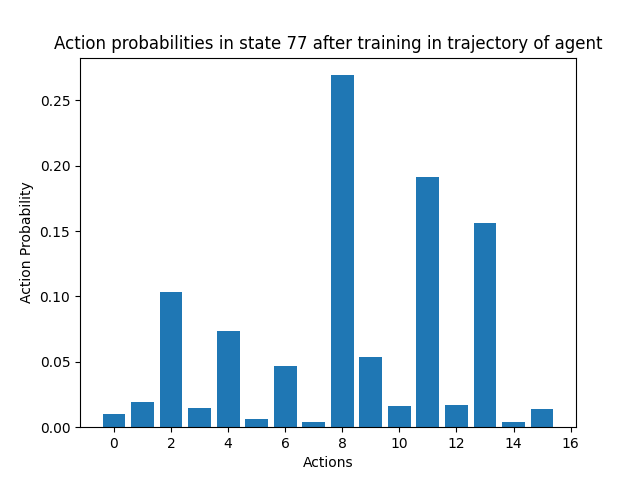 Action probabilities in state 77 after training in trajectory of agent
0.25
0.20
0.15
0.10
0.05
0.00
Action Probability
0 2 4 6 8 10 12 14 16
Actions